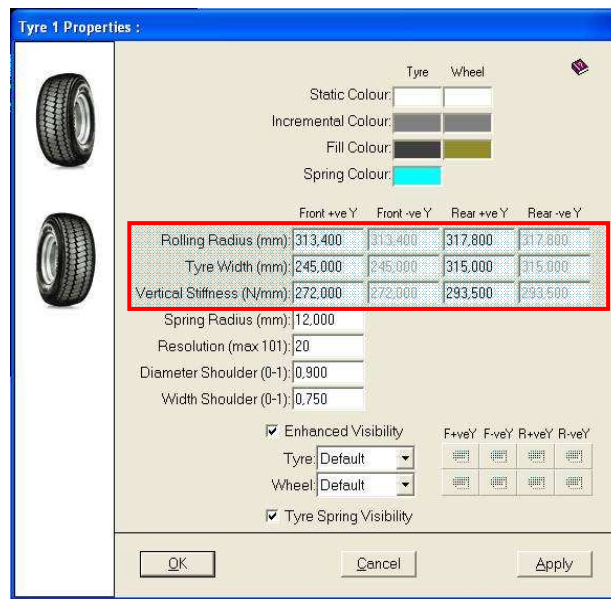 Tyre 1 Properties :
Tyre Wheel
Static Colour:
Incremental Colour:
Fill Colour:
Spring Colour:
Front +ve Y Front -ve Y Rear +ve Y Rear -ve Y
Rolling Radius (mm): 313,400 313,400 317,800 317,800
Tyre Width (mm): 245,000 245,000 315,000 315,000
Vertical Stiffness (N/mm): 272,000 272,000 293,500 293,500
Spring Radius (mm): 12,000
Resolution (max 101): 20
Diameter Shoulder (0-1): 0,900
Width Shoulder (0-1): 0,750
Enhanced Visibility F+veY F-veY R+veY R-veY
Tyre: Default
Wheel: Default
Tyre Spring Visibility
OK Cancel Apply